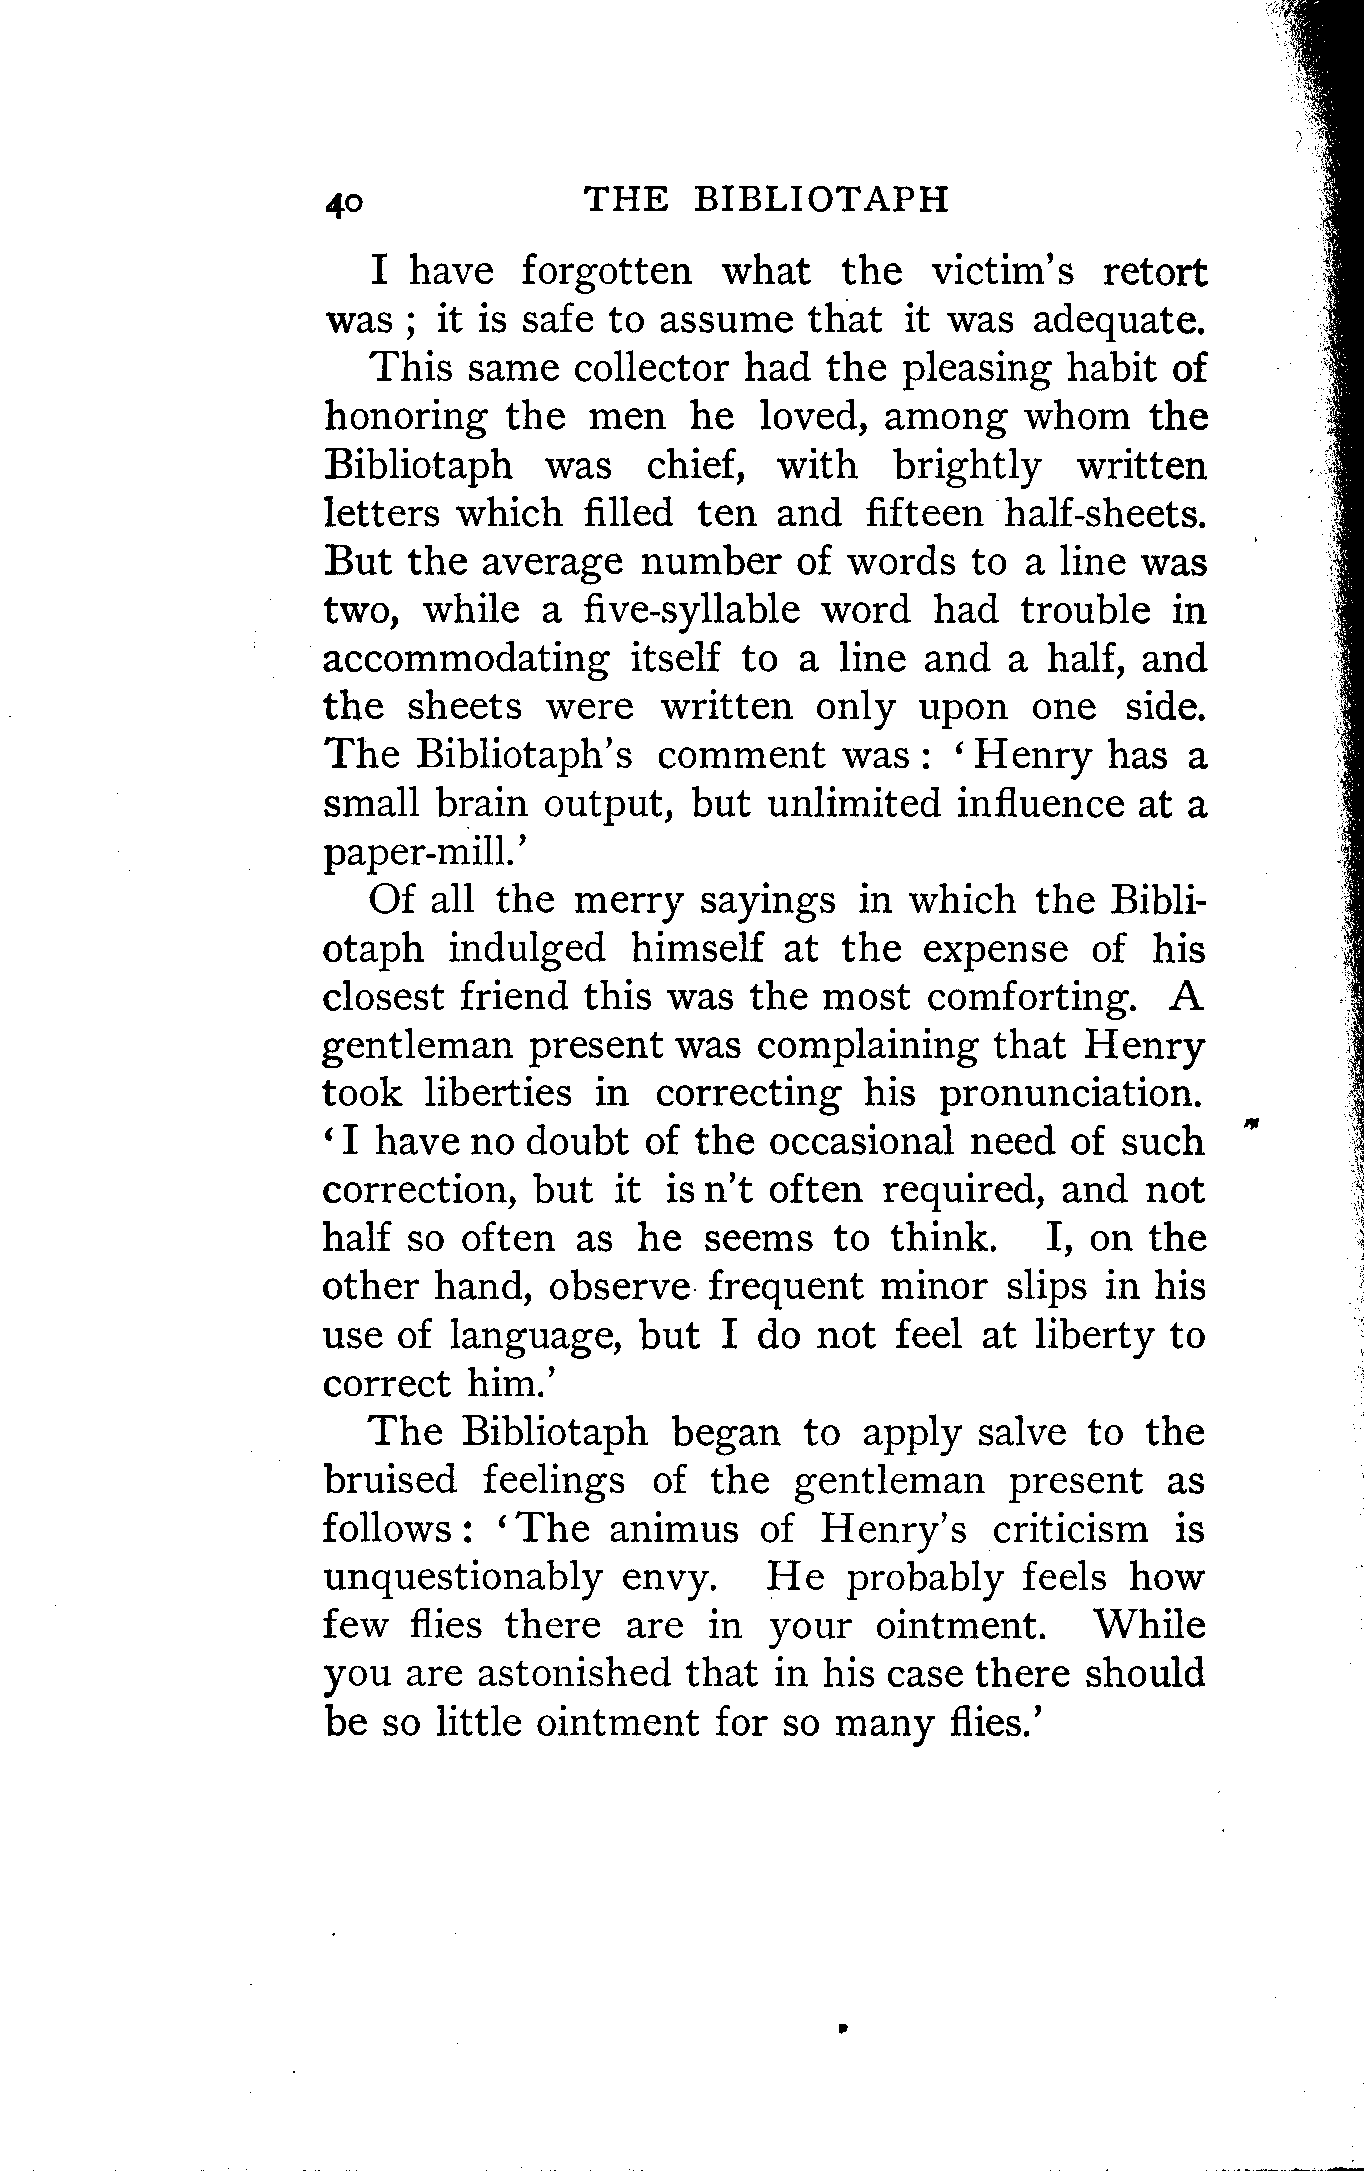 40 THE BIBLIOTAPH
I have forgotten what the victim's retort
was ; it is safe to assume that it was adequate.
This same collector had the pleasing habit of
honoring the men he loved, among whom the
Bibliotaph was chief, with brightly written
letters which filled ten and fifteen half-sheets.
But the average number of words to a line was
two, while a five-syllable word had trouble in
accommodating itself to a line and a half, and
the sheets were written only upon one side.
The Bibliotaph's comment was : ‘ Henry has a
small brain output, but unlimited influence at a
paper-mill.’
Of all the merry sayings in which the Bibli-
otaph indulged himself at the expense of his
closest friend this was the most comforting. A
gentleman present was complaining that Henry
took liberties in correcting his pronunciation.
‘ I have no doubt of the occasional need of such
correction, but it is n't often required, and not
half so often as he seems to think. I, on the
other hand, observe frequent minor slips in his
use of language, but I do not feel at liberty to
correct him.’
The Bibliotaph began to apply salve to the
bruised feelings of the gentleman present as
follows : ‘ The animus of Henry's criticism is
unquestionably envy. He probably feels how
few flies there are in your ointment. While
you are astonished that in his case there should
be so little ointment for so many flies.’